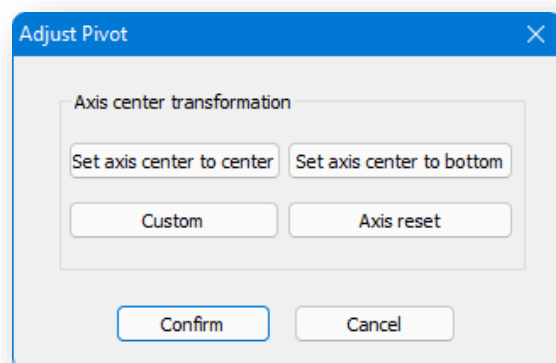 Adjust Pivot
Axis center transformation
Set axis center to center
Set axis center to bottom
Custom
Axis reset
Confirm
Cancel